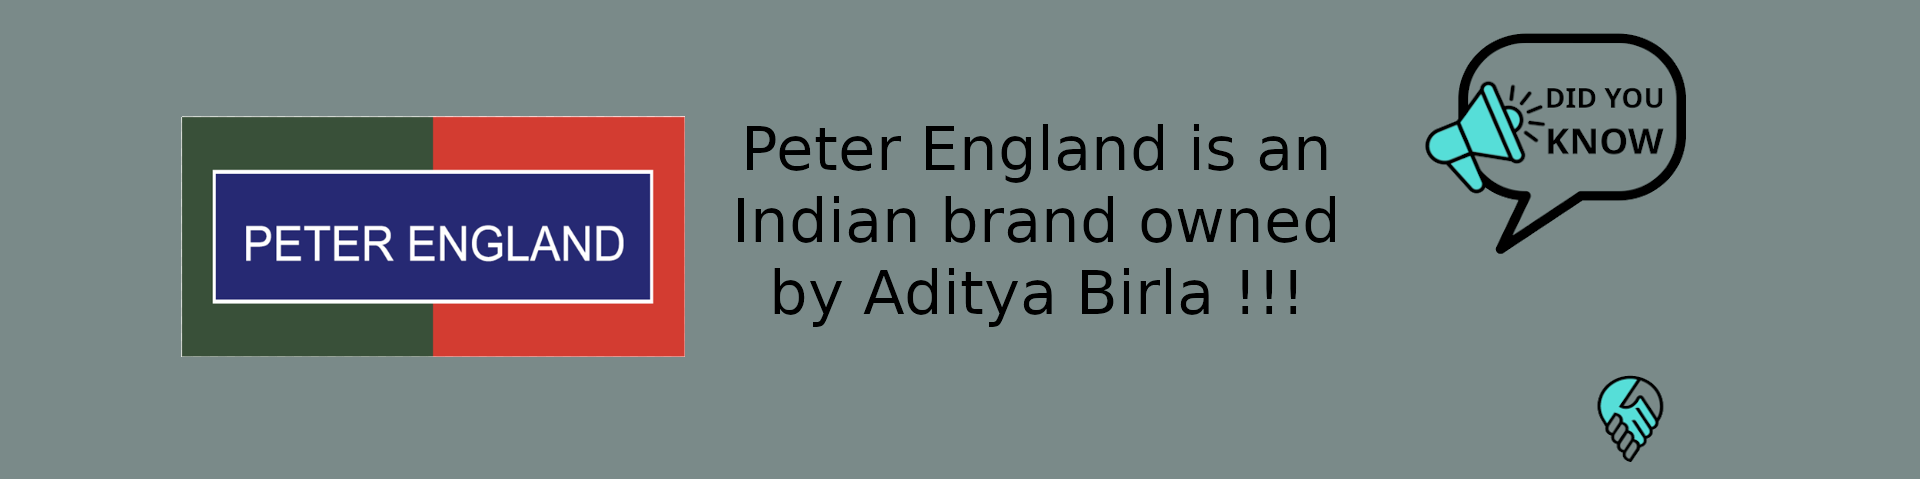 PETER ENGLAND
Peter England is an
Indian brand owned
by Aditya Birla !!!
DID YOU
KNOW